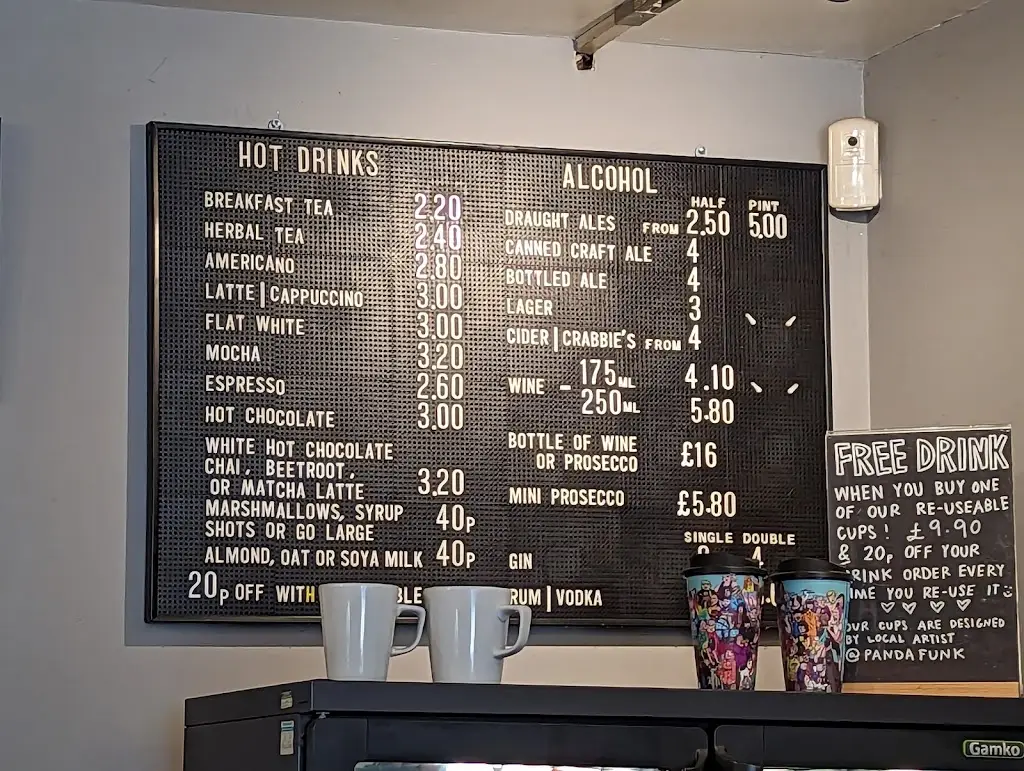 HOT DRINKS
BREAKFAST TEA 2.20
HERBAL TEA 2.40
AMERICANO 2.80
LATTE | CAPPUCCINO 3.00
FLAT WHITE 3.00
MOCHA 3.20
ESPRESSO 2.60
HOT CHOCOLATE 3.00
WHITE HOT CHOCOLATE
CHAI, BEETROOT,
OR MATCHA LATTE 3.20
MARSHMALLOWS, SYRUP
SHOTS OR GO LARGE 40p
ALMOND, OAT OR SOYA MILK 40p
20p OFF WITH
ALCOHOL
HALF PINT
DRAUGHT ALES FROM 2.50 5.00
CANNED CRAFT ALE 4
BOTTLED ALE 4
LAGER 3
CIDER | CRABBIE'S FROM 4
WINE - 175ML 4.10
250ML 5.80
BOTTLE OF WINE
OR PROSECCO £16
MINI PROSECCO £5.80
SINGLE DOUBLE
GIN
RUM | VODKA
FREE DRINK
WHEN YOU BUY ONE
OF OUR RE-USEABLE
CUPS! £9.90
& 20p OFF YOUR
DRINK ORDER EVERY
TIME YOU RE-USE IT
OUR CUPS ARE DESIGNED
BY LOCAL ARTIST
@PANDAFUNK
Gamko